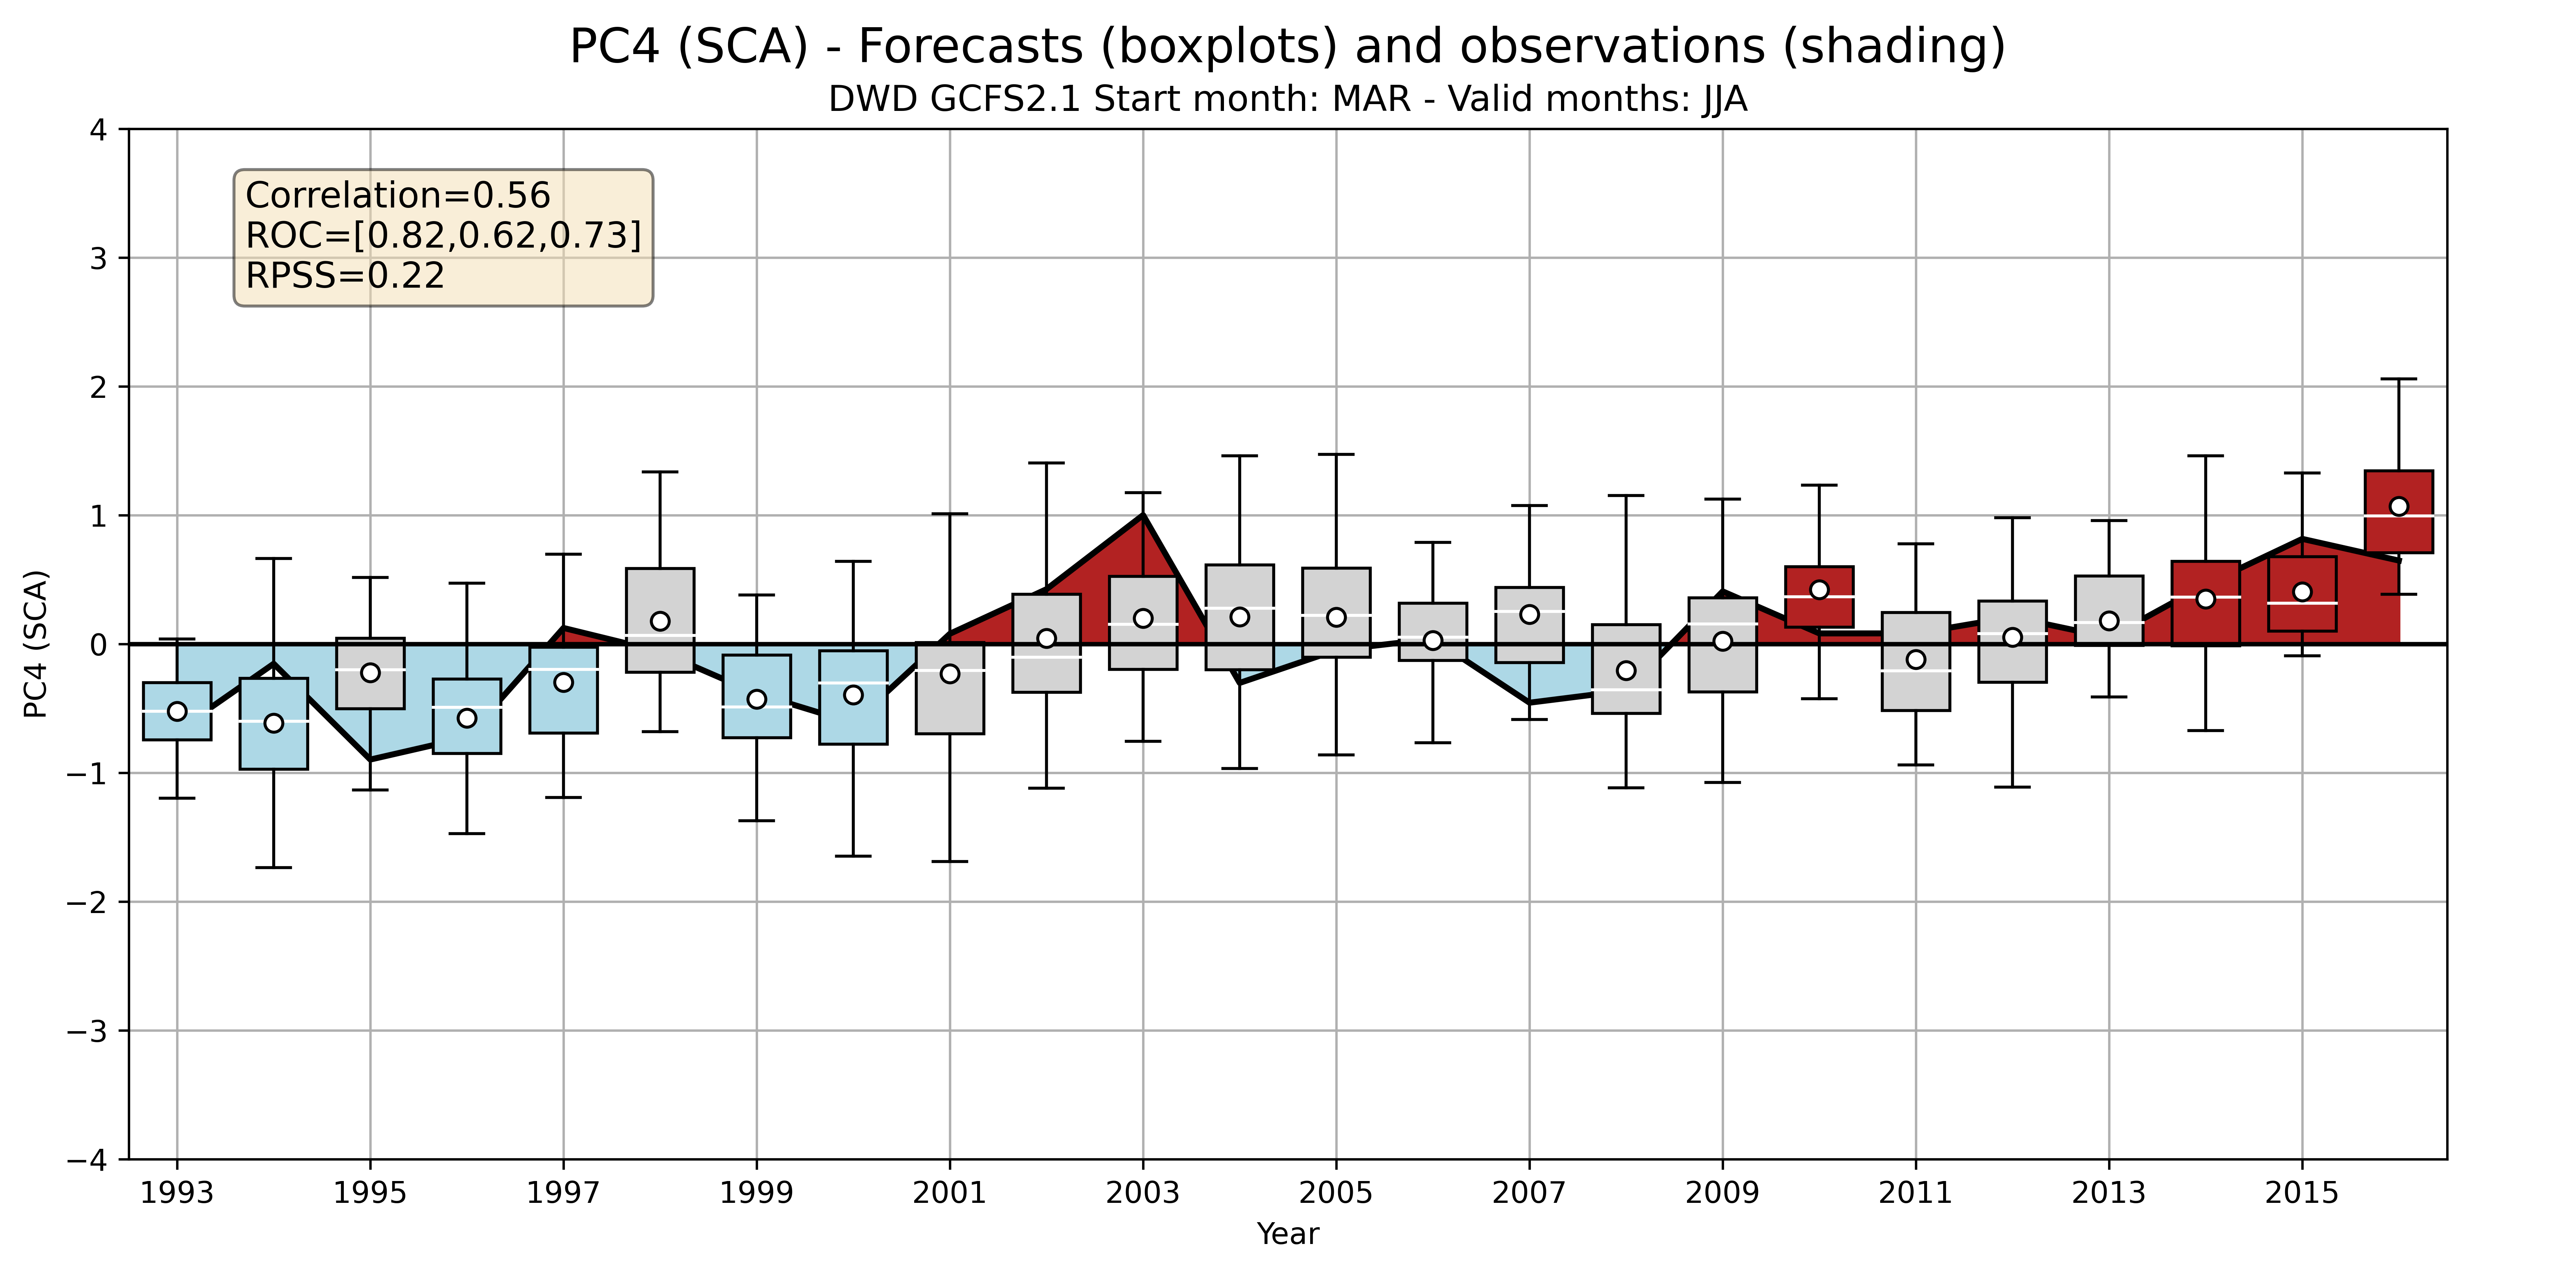 PC4 (SCA) - Forecasts (boxplots) and observations (shading)
DWD GCFS2.1 Start month: MAR - Valid months: JJA
Correlation=0.56
ROC=[0.82,0.62,0.73]
RPSS=0.22
PC4 (SCA)
4
3
2
1
0
−1
−2
−3
−4
1993 1995 1997 1999 2001 2003 2005 2007 2009 2011 2013 2015
Year